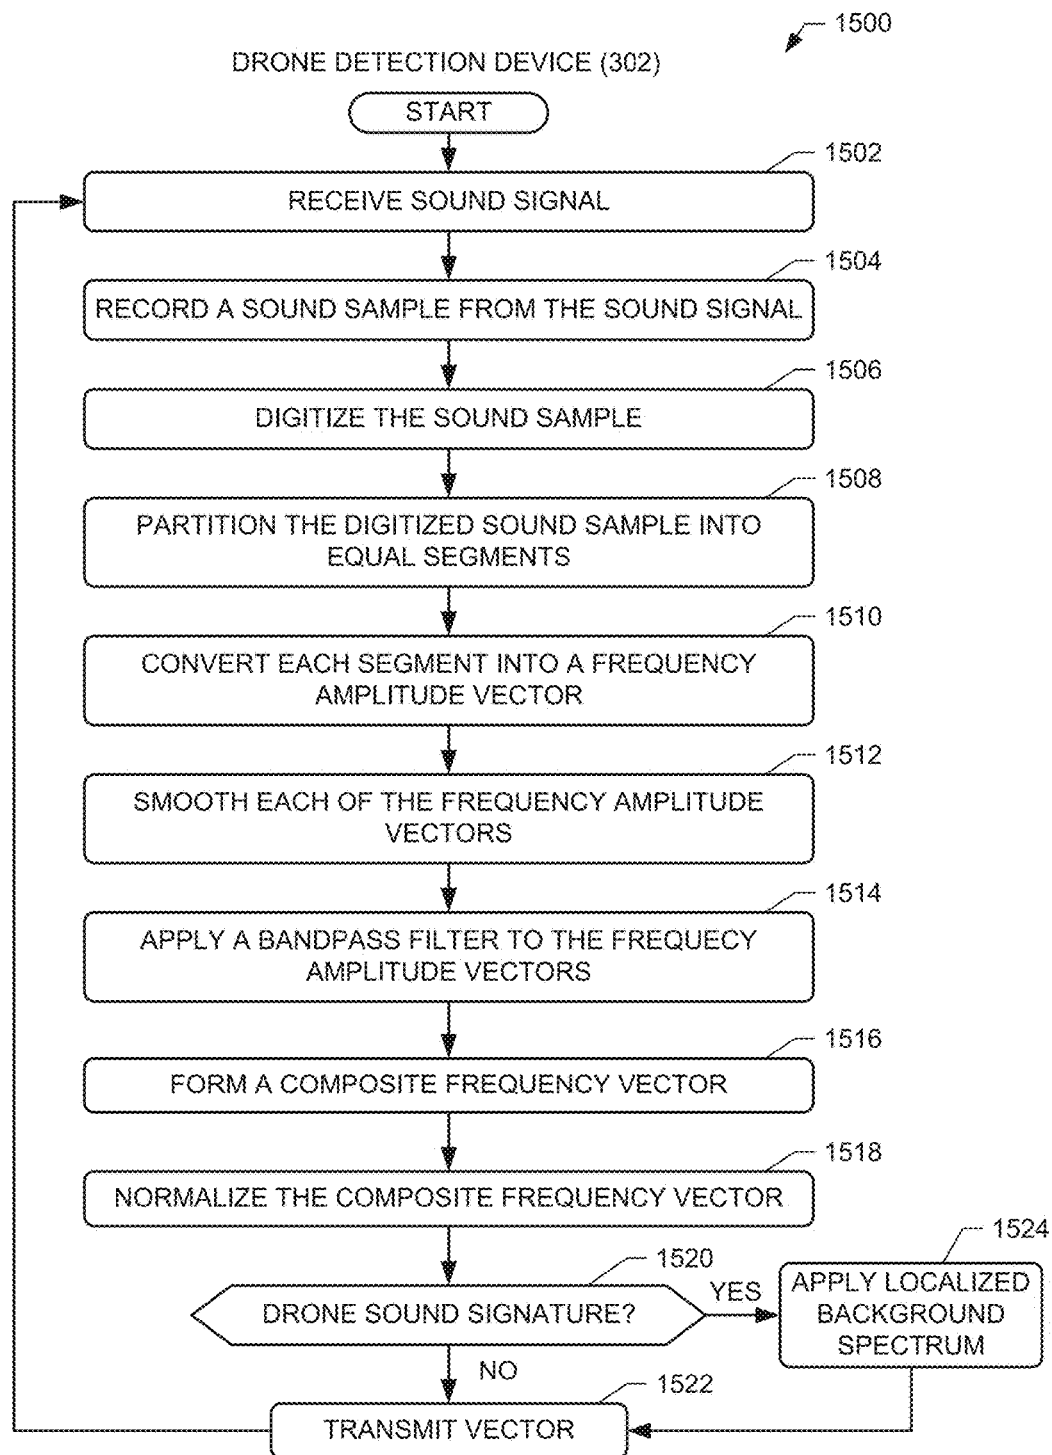 1500
DRONE DETECTION DEVICE (302)
START
1502
RECEIVE SOUND SIGNAL
1504
RECORD A SOUND SAMPLE FROM THE SOUND SIGNAL
1506
DIGITIZE THE SOUND SAMPLE
1508
PARTITION THE DIGITIZED SOUND SAMPLE INTO
EQUAL SEGMENTS
1510
CONVERT EACH SEGMENT INTO A FREQUENCY
AMPLITUDE VECTOR
1512
SMOOTH EACH OF THE FREQUENCY AMPLITUDE
VECTORS
1514
APPLY A BANDPASS FILTER TO THE FREQUECY
AMPLITUDE VECTORS
1516
FORM A COMPOSITE FREQUENCY VECTOR
1518
NORMALIZE THE COMPOSITE FREQUENCY VECTOR
1520
DRONE SOUND SIGNATURE?
YES
1524
APPLY LOCALIZED
BACKGROUND
SPECTRUM
NO
1522
TRANSMIT VECTOR